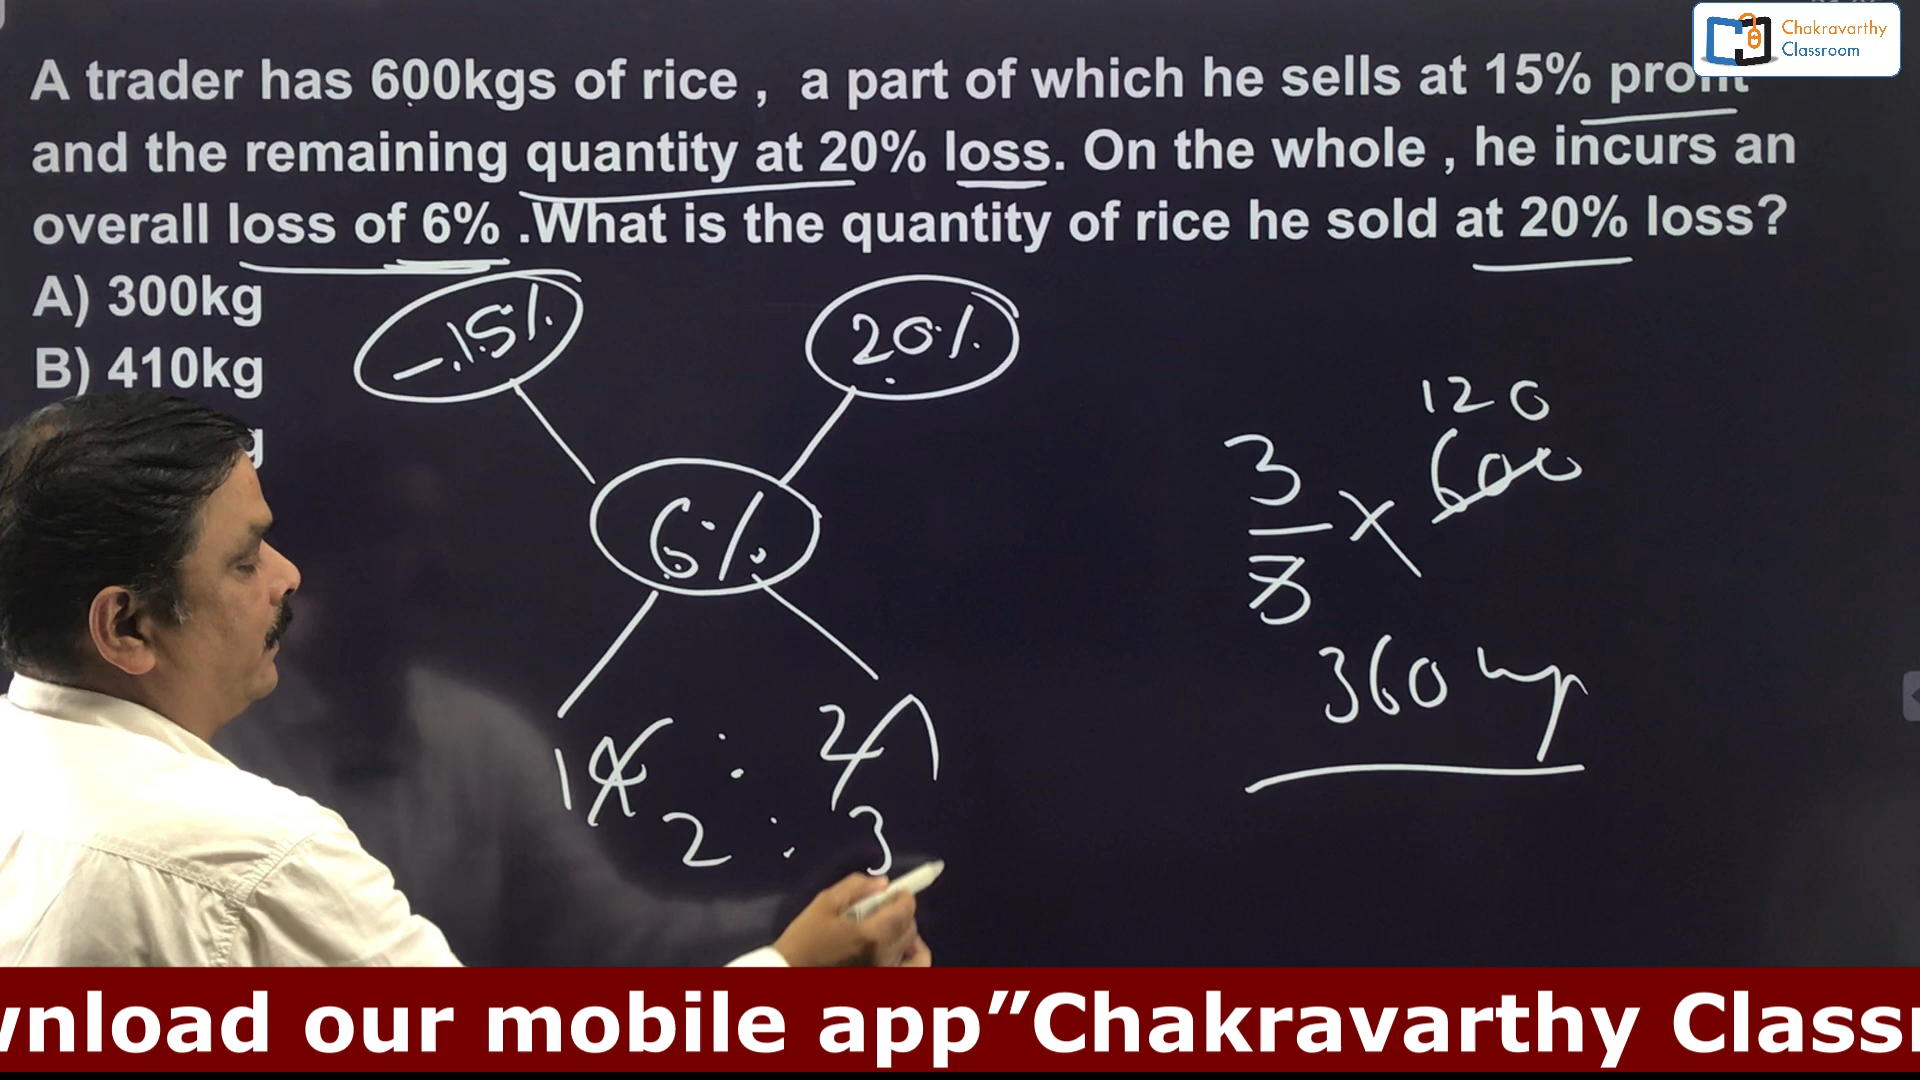 Chakravarthy
Classroom
A trader has 600kgs of rice , a part of which he sells at 15% profit
and the remaining quantity at 20% loss. On the whole , he incurs an
overall loss of 6% .What is the quantity of rice he sold at 20% loss?
A) 300kg
B) 410kg
g
-15%
20%
6%
14 : 21
2 : 3
120
3/5 × 600
360 kg
wnload our mobile app”Chakravarthy Class